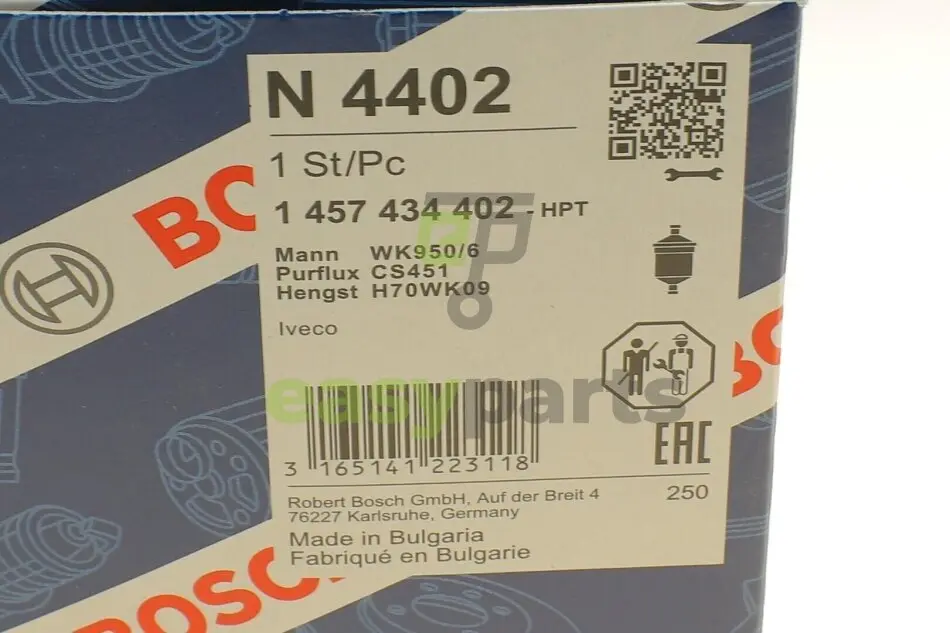 N 4402
1 St/Pc
1 457 434 402 - HPT
Mann WK950/6
Purflux CS451
Hengst H70WK09
Iveco
easyparts
3 165141 223118
EAC
Robert Bosch GmbH, Auf der Breit 4
76227 Karlsruhe, Germany
250
Made in Bulgaria
Fabriqué en Bulgarie
BO
BOSC